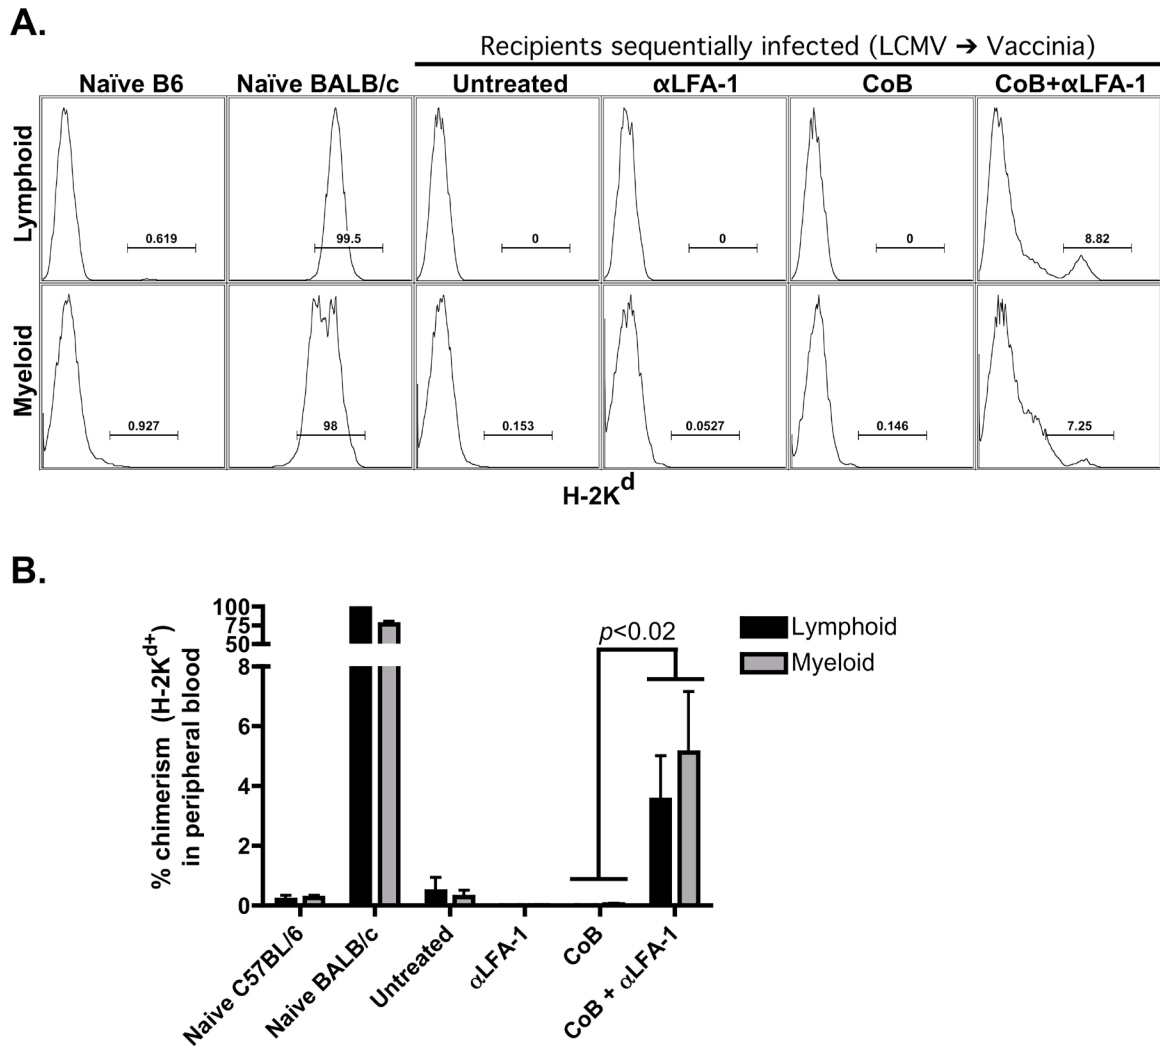 A.
Recipients sequentially infected (LCMV ➔ Vaccinia)
Naïve B6 Naïve BALB/c Untreated αLFA-1 CoB CoB+αLFA-1
Lymphoid
0.619 99.5 0 0 0 8.82
Myeloid
0.927 98 0.153 0.0527 0.146 7.25
H-2Kd
B.
% chimerism (H-2Kd+)
in peripheral blood
100
75
50
8
6
4
2
0
p<0.02
Lymphoid
Myeloid
Naive C57BL/6
Naive BALB/c
Untreated
αLFA-1
CoB
CoB + αLFA-1